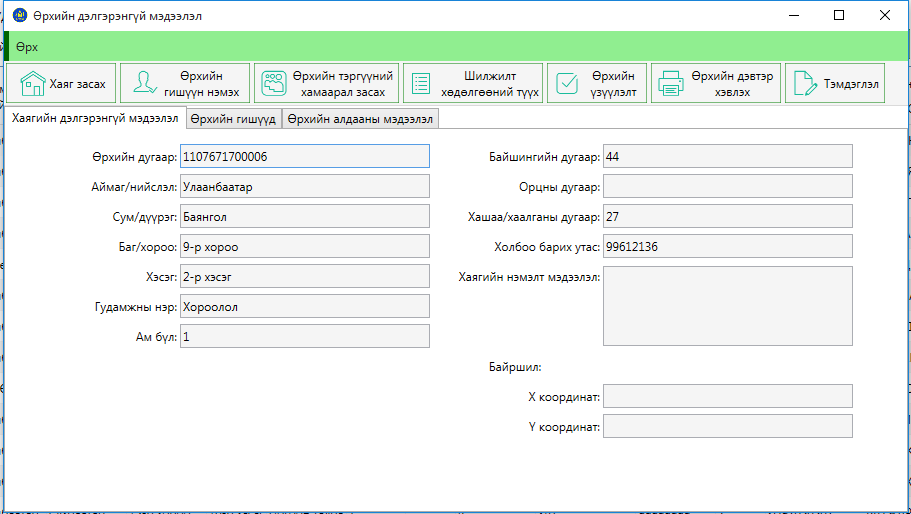 Өрхийн дэлгэрэнгүй мэдээлэл
Өрх
Хаяг засах
Өрхийн
гишүүн нэмэх
Өрхийн тэргүүний
хамаарал засах
Шилжилт
хөдөлгөөний түүх
Өрхийн
үзүүлэлт
Өрхийн дэвтэр
хэвлэх
Тэмдэглэл
Хаягийн дэлгэрэнгүй мэдээлэл
Өрхийн гишүүд
Өрхийн алдааны мэдээлэл
Өрхийн дугаар: 1107671700006
Аймаг/нийслэл: Улаанбаатар
Сум/дүүрэг: Баянгол
Баг/хороо: 9-р хороо
Хэсэг: 2-р хэсэг
Гудамжны нэр: Хороолол
Ам бүл: 1
Байшингийн дугаар: 44
Орцны дугаар:
Хашаа/хаалганы дугаар: 27
Холбоо барих утас: 99612136
Хаягийн нэмэлт мэдээлэл:
Байршил:
X координат:
Y координат: